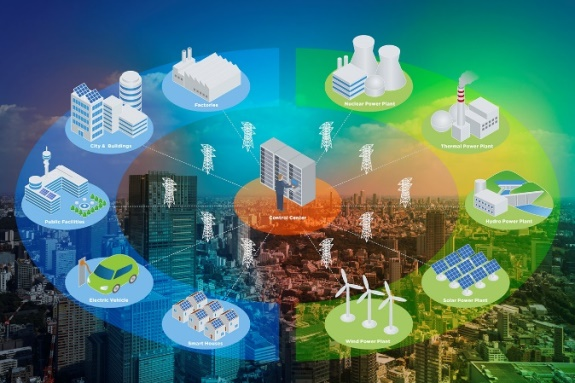 Factories
Nuclear Power Plant
City & Buildings
Thermal Power Plant
Public Facilities
Control Center
Hydro Power Plant
Electric Vehicle
Solar Power Plant
Smart Houses
Wind Power Plant